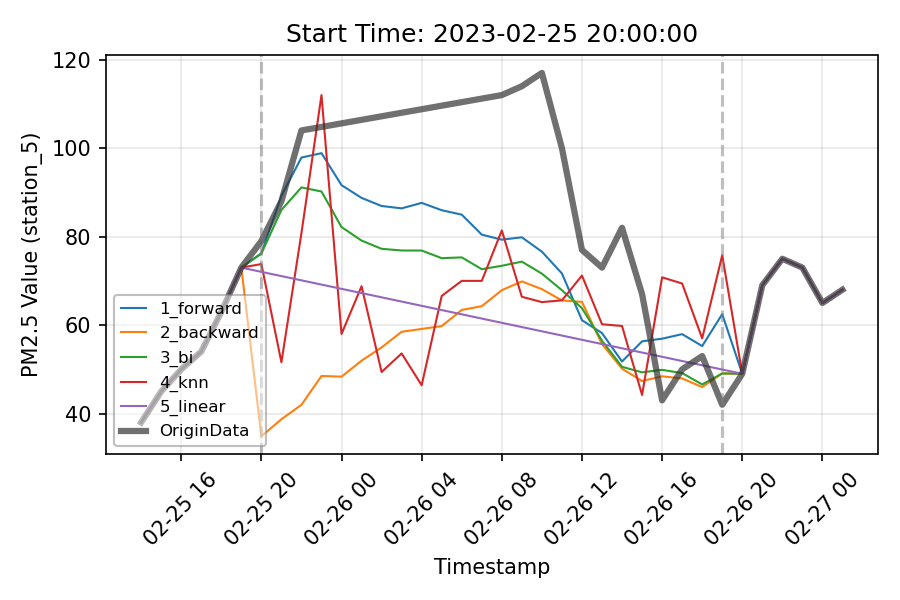 Start Time: 2023-02-25 20:00:00
PM2.5 Value (station_5)
120
100
80
60
40
1_forward
2_backward
3_bi
4_knn
5_linear
OriginData
02-25 16
02-25 20
02-26 00
02-26 04
02-26 08
02-26 12
02-26 16
02-26 20
02-27 00
Timestamp